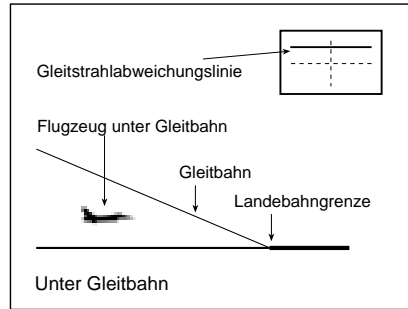 Gleitstrahlabweichungslinie
Flugzeug unter Gleitbahn
Gleitbahn
Landebahngrenze
Unter Gleitbahn